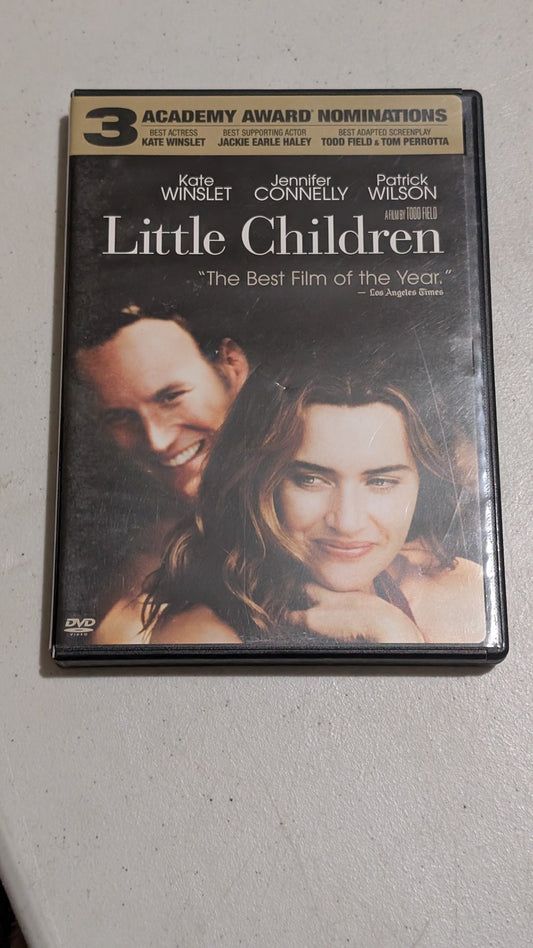 3 ACADEMY AWARD NOMINATIONS
BEST ACTRESS BEST SUPPORTING ACTOR BEST ADAPTED SCREENPLAY
KATE WINSLET JACKIE EARLE HALEY TODD FIELD & TOM PERROTTA
Kate Jennifer Patrick
WINSLET CONNELLY WILSON
A FILM BY TODD FIELD
Little Children
"The Best Film of the Year."
— Los Angeles Times
DVD
VIDEO